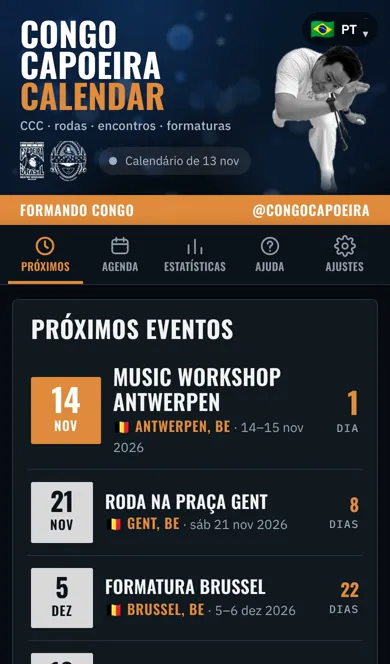 CONGO
CAPOEIRA
CALENDAR
PT
CCC · rodas · encontros · formaturas
Calendário de 13 nov
FORMANDO CONGO
@CONGOCAPOEIRA
PRÓXIMOS
AGENDA
ESTATÍSTICAS
AJUDA
AJUSTES
PRÓXIMOS EVENTOS
14
NOV
MUSIC WORKSHOP
ANTWERPEN
ANTWERPEN, BE · 14–15 nov
2026
1
DIA
21
NOV
RODA NA PRAÇA GENT
GENT, BE · sáb 21 nov 2026
8
DIAS
5
DEZ
FORMATURA BRUSSEL
BRUSSEL, BE · 5–6 dez 2026
22
DIAS